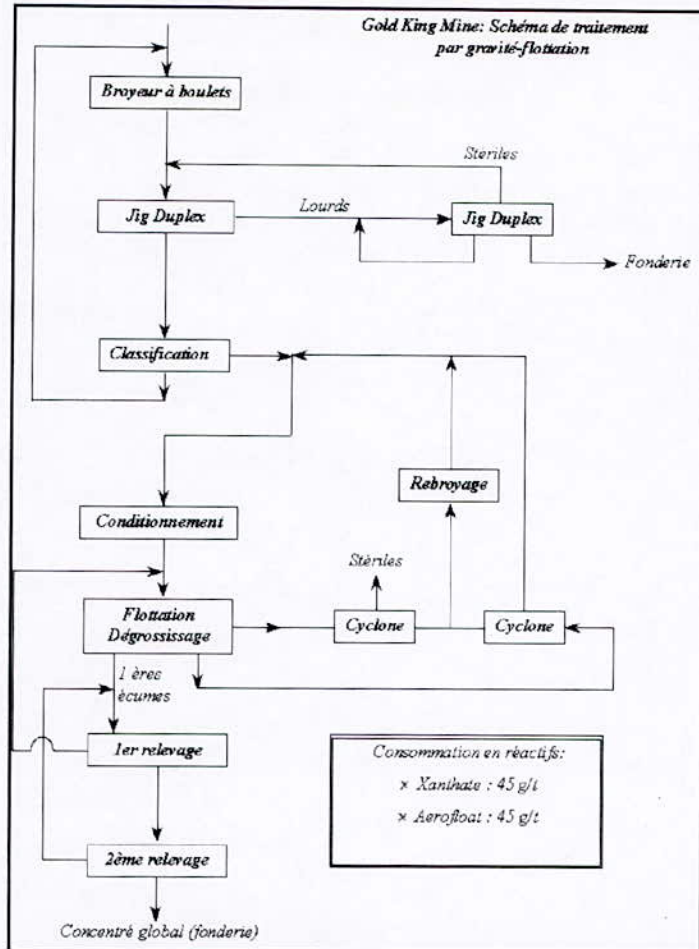 Gold King Mine: Schéma de traitement
par gravité-flottation
Broyeur à boulets
Stériles
Jig Duplex
Lourds
Jig Duplex
Fonderie
Classification
Rebroyage
Conditionnement
Stériles
Flottation
Dégrossissage
Cyclone
Cyclone
1 ères
écumes
1er relevage
Consommation en réactifs:
× Xanthate : 45 g/t
× Aerofloat : 45 g/t
2ème relevage
Concentré global (fonderie)